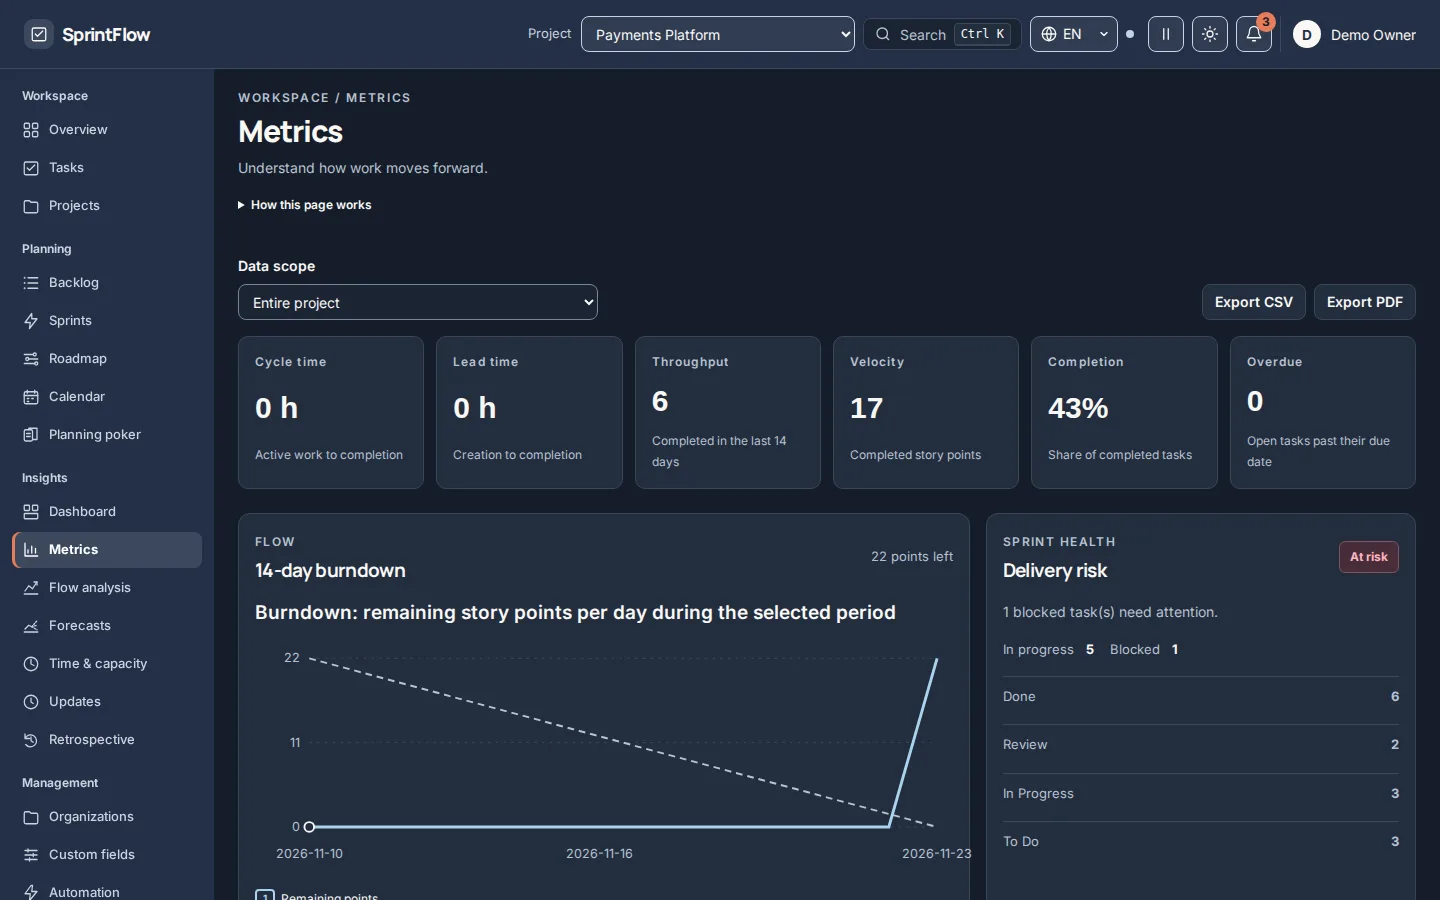 SprintFlow
Project
Payments Platform
Search
Ctrl K
EN
3
D
Demo Owner
Workspace
Overview
Tasks
Projects
Planning
Backlog
Sprints
Roadmap
Calendar
Planning poker
Insights
Dashboard
Metrics
Flow analysis
Forecasts
Time & capacity
Updates
Retrospective
Management
Organizations
Custom fields
Automation
WORKSPACE / METRICS
Metrics
Understand how work moves forward.
How this page works
Data scope
Entire project
Export CSV
Export PDF
Cycle time
0 h
Active work to completion
Lead time
0 h
Creation to completion
Throughput
6
Completed in the last 14
days
Velocity
17
Completed story points
Completion
43%
Share of completed tasks
Overdue
0
Open tasks past their due
date
FLOW
14-day burndown
22 points left
Burndown: remaining story points per day during the selected period
22
11
0
2026-11-10
2026-11-16
2026-11-23
1
Remaining points
SPRINT HEALTH
Delivery risk
At risk
1 blocked task(s) need attention.
In progress 5 Blocked 1
Done 6
Review 2
In Progress 3
To Do 3